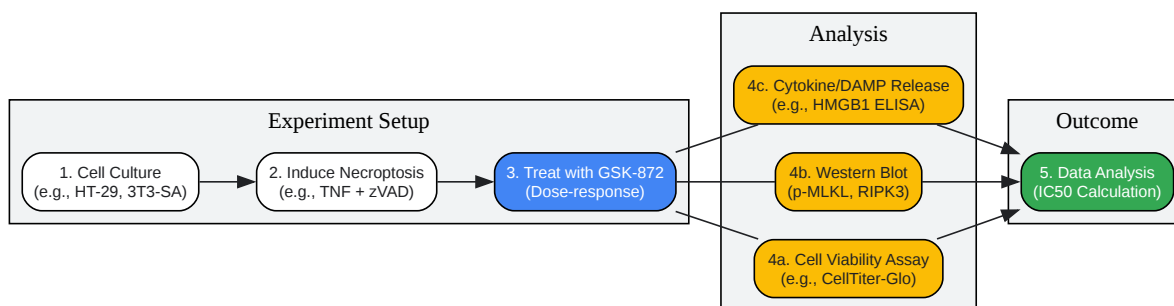 Experiment Setup
1. Cell Culture
(e.g., HT-29, 3T3-SA)
2. Induce Necroptosis
(e.g., TNF + zVAD)
3. Treat with GSK-872
(Dose-response)
Analysis
4c. Cytokine/DAMP Release
(e.g., HMGB1 ELISA)
4b. Western Blot
(p-MLKL, RIPK3)
4a. Cell Viability Assay
(e.g., CellTiter-Glo)
Outcome
5. Data Analysis
(IC50 Calculation)